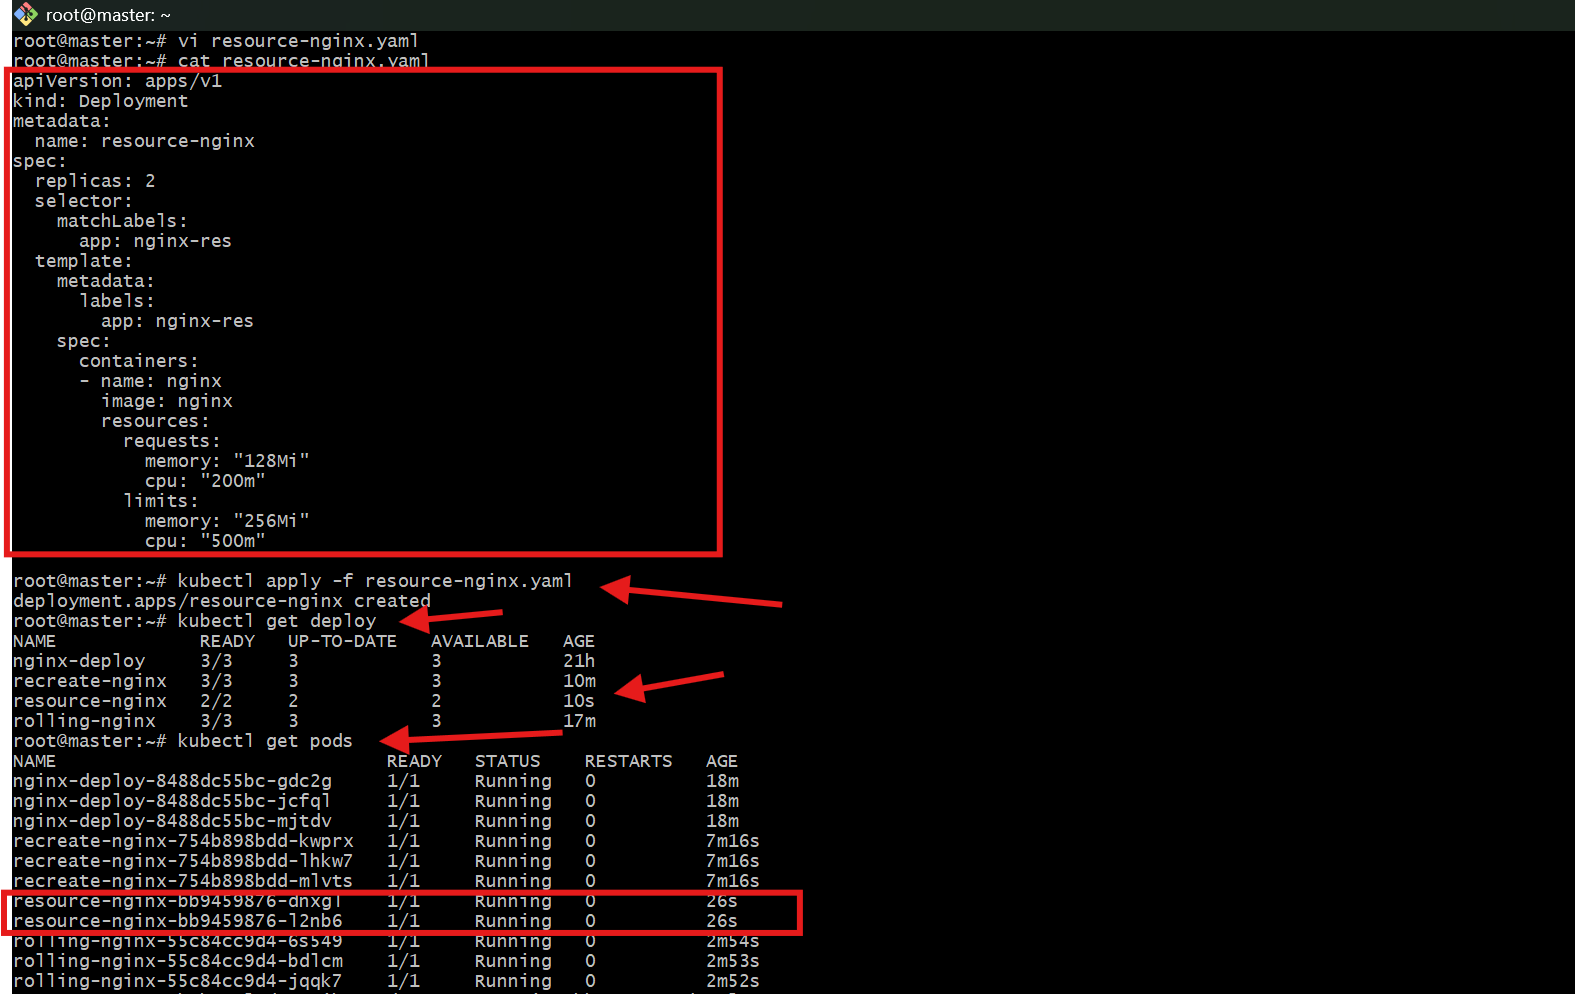 root@master: ~
root@master:~# vi resource-nginx.yaml
root@master:~# cat resource-nginx.yaml
apiVersion: apps/v1
kind: Deployment
metadata:
  name: resource-nginx
spec:
  replicas: 2
  selector:
    matchLabels:
      app: nginx-res
  template:
    metadata:
      labels:
        app: nginx-res
    spec:
      containers:
      - name: nginx
        image: nginx
        resources:
          requests:
            memory: "128Mi"
            cpu: "200m"
          limits:
            memory: "256Mi"
            cpu: "500m"
root@master:~# kubectl apply -f resource-nginx.yaml
deployment.apps/resource-nginx created
root@master:~# kubectl get deploy
NAME             READY   UP-TO-DATE   AVAILABLE   AGE
nginx-deploy     3/3     3            3           21h
recreate-nginx   3/3     3            3           10m
resource-nginx   2/2     2            2           10s
rolling-nginx    3/3     3            3           17m
root@master:~# kubectl get pods
NAME                              READY   STATUS    RESTARTS   AGE
nginx-deploy-8488dc55bc-gdc2g     1/1     Running   0          18m
nginx-deploy-8488dc55bc-jcfql     1/1     Running   0          18m
nginx-deploy-8488dc55bc-mjtdv     1/1     Running   0          18m
recreate-nginx-754b898bdd-kwprx   1/1     Running   0          7m16s
recreate-nginx-754b898bdd-lhkw7   1/1     Running   0          7m16s
recreate-nginx-754b898bdd-mlvts   1/1     Running   0          7m16s
resource-nginx-bb9459876-dnxgl    1/1     Running   0          26s
resource-nginx-bb9459876-l2nb6    1/1     Running   0          26s
rolling-nginx-55c84cc9d4-6s549    1/1     Running   0          2m54s
rolling-nginx-55c84cc9d4-bdlcm    1/1     Running   0          2m53s
rolling-nginx-55c84cc9d4-jqqk7    1/1     Running   0          2m52s